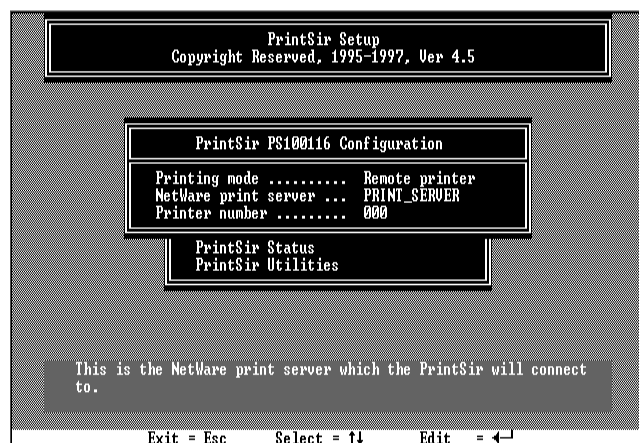 PrintSir Setup
Copyright Reserved, 1995-1997, Ver 4.5
PrintSir PS100116 Configuration
Printing mode .......... Remote printer
NetWare print server ... PRINT_SERVER
Printer number ......... 000
PrintSir Status
PrintSir Utilities
This is the NetWare print server which the PrintSir will connect
to.
Exit = Esc Select = ↑↓ Edit = ◄┘